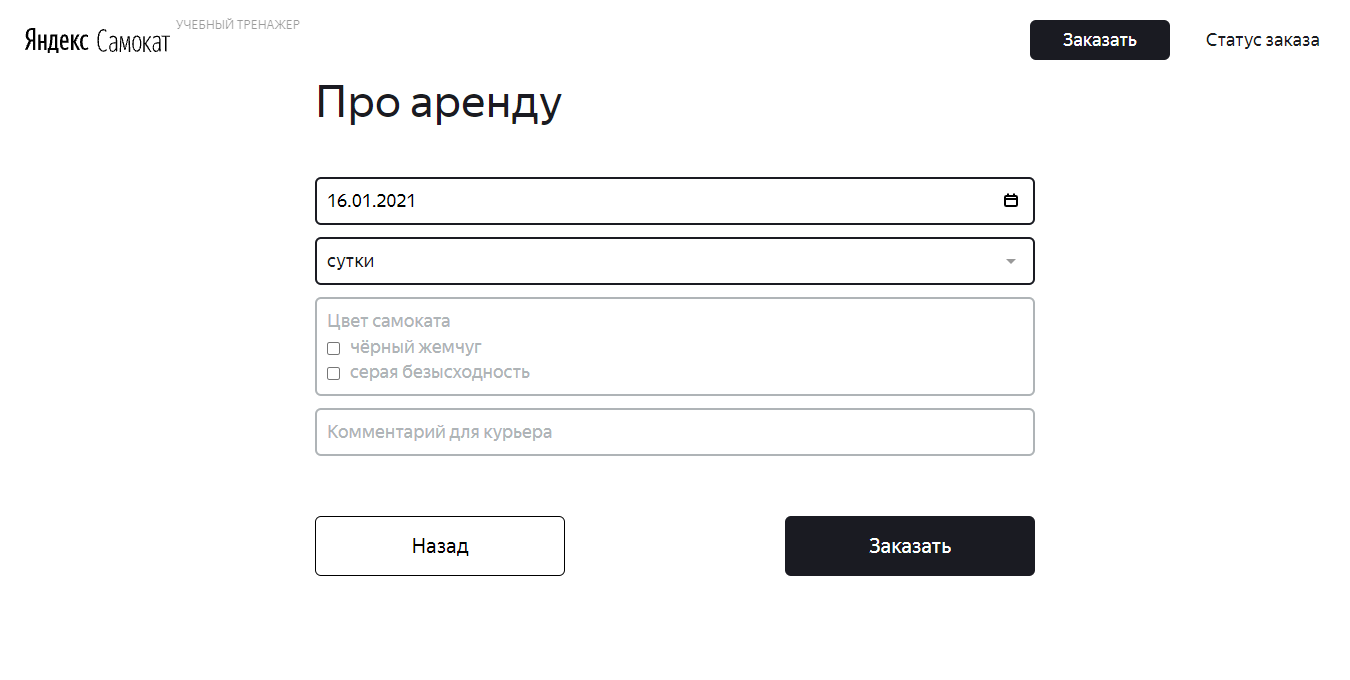 Яндекс Самокат
УЧЕБНЫЙ ТРЕНАЖЕР
Заказать
Статус заказа
Про аренду
16.01.2021
сутки
Цвет самоката
чёрный жемчуг
серая безысходность
Комментарий для курьера
Назад
Заказать